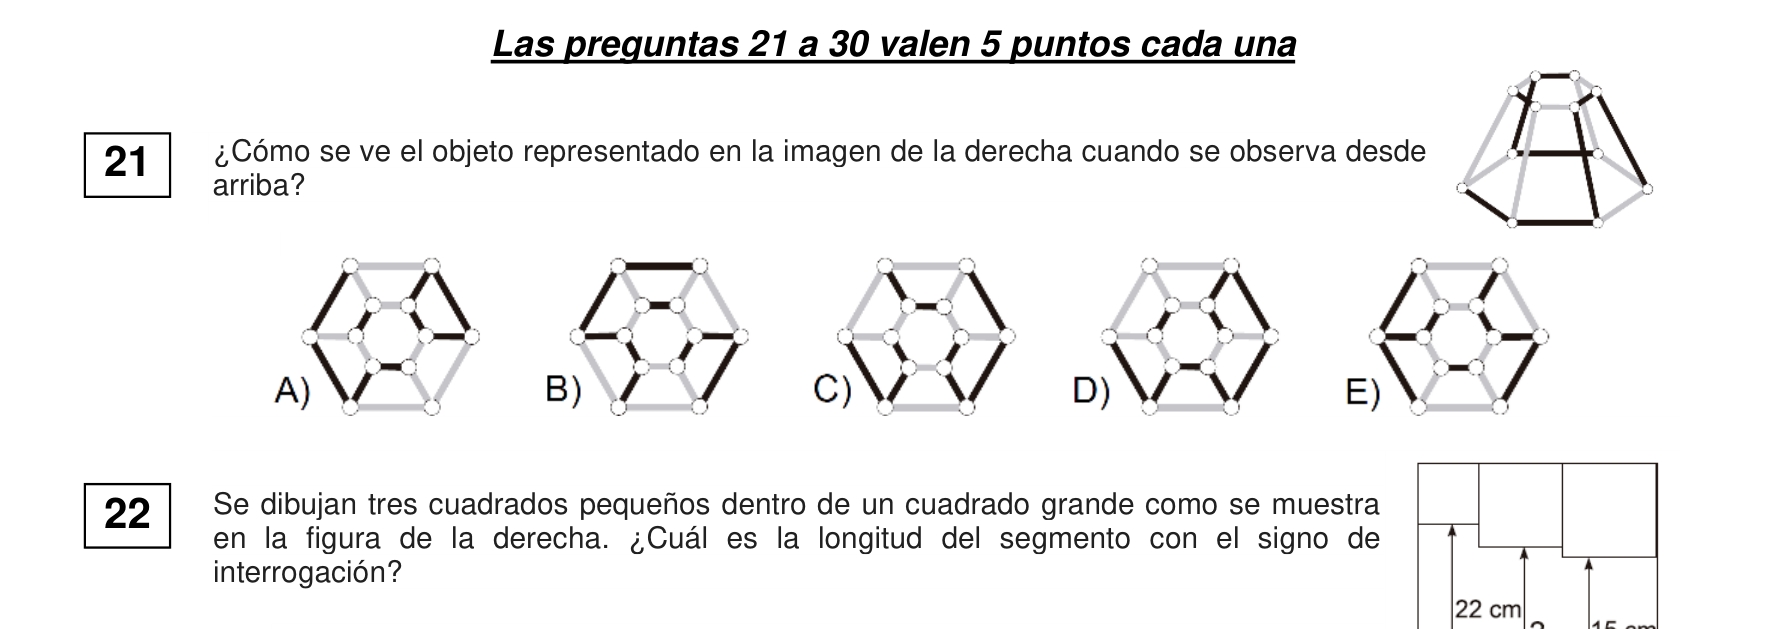 Las preguntas 21 a 30 valen 5 puntos cada una
21
¿Cómo se ve el objeto representado en la imagen de la derecha cuando se observa desde
arriba?
A) B) C) D) E)
22
Se dibujan tres cuadrados pequeños dentro de un cuadrado grande como se muestra
en la figura de la derecha. ¿Cuál es la longitud del segmento con el signo de
interrogación?
22 cm
?
15 cm